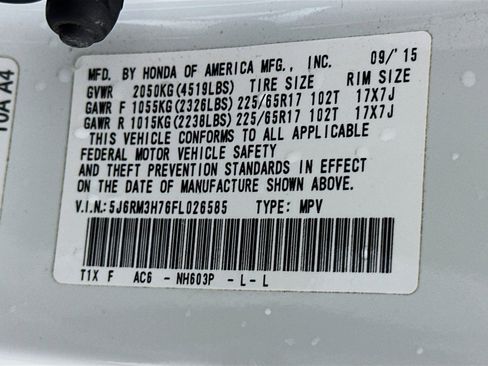 MFD. BY HONDA OF AMERICA MFG., INC. 09/'15
GVWR 2050KG(4519LBS) TIRE SIZE RIM SIZE
GAWR F 1055KG(2326LBS)225/65R17 102T 17X7J
GAWR R 1015KG(2238LBS)225/65R17 102T 17X7J
THIS VEHICLE CONFORMS TO ALL APPLICABLE
FEDERAL MOTOR VEHICLE SAFETY
AND THEFT PREVENTION STANDARDS IN EFFECT
ON THE DATE OF MANUFACTURE SHOWN ABOVE.
V.I.N.:5J6RM3H76FL026585 TYPE: MPV
T1X F AC6 - NH603P - L- L
10A A4